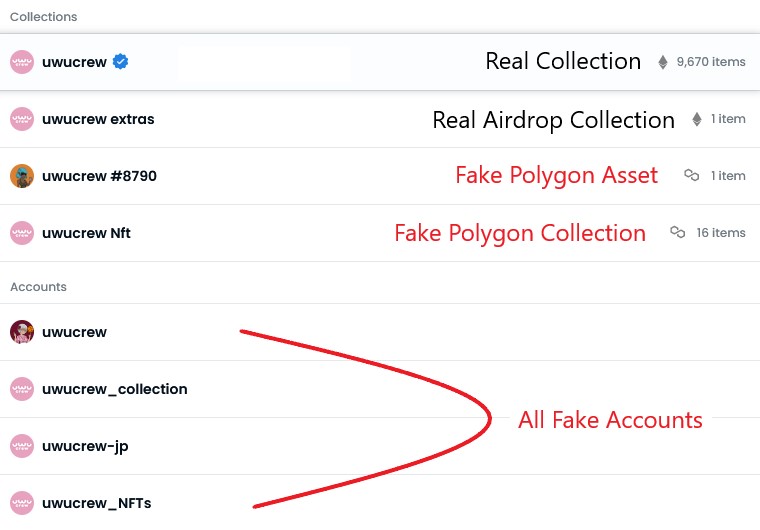 Collections
uwucrew Real Collection 9,670 items
uwucrew extras Real Airdrop Collection 1 item
uwucrew #8790 Fake Polygon Asset 1 item
uwucrew Nft Fake Polygon Collection 16 items
Accounts
uwucrew
uwucrew_collection
All Fake Accounts
uwucrew-jp
uwucrew_NFTs